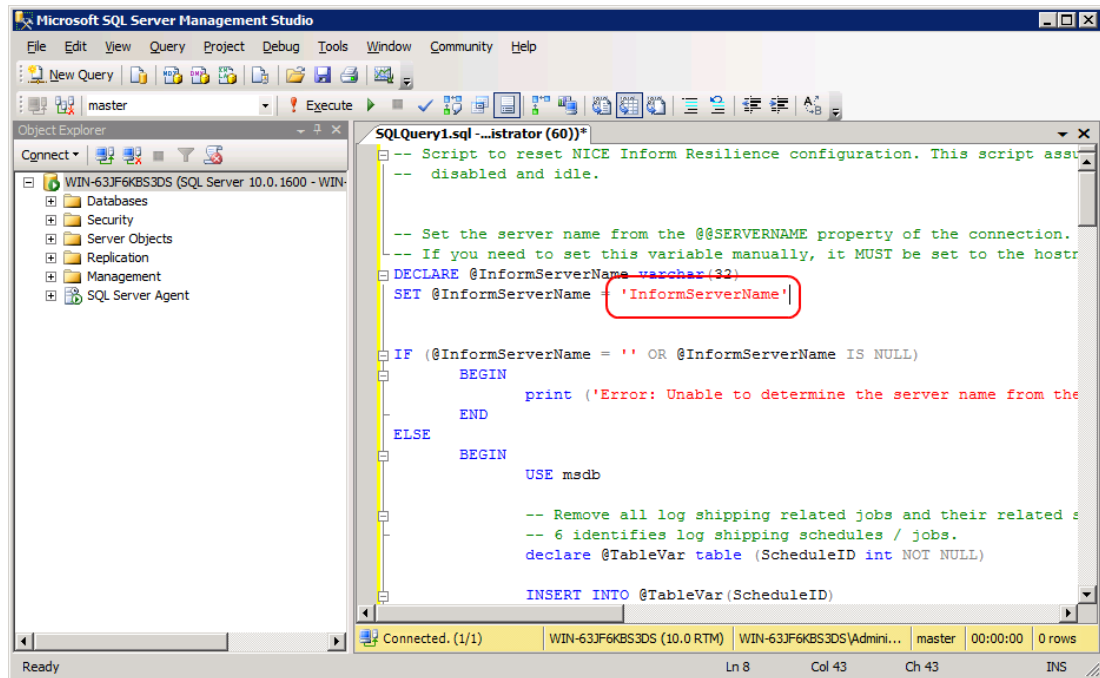 Microsoft SQL Server Management Studio
File Edit View Query Project Debug Tools Window Community Help
New Query
master Execute
Object Explorer
Connect
WIN-63JF6KBS3DS (SQL Server 10.0.1600 - WIN-
Databases
Security
Server Objects
Replication
Management
SQL Server Agent
SQLQuery1.sql -...istrator (60))*
-- Script to reset NICE Inform Resilience configuration. This script assu
-- disabled and idle.
-- Set the server name from the @@SERVERNAME property of the connection.
-- If you need to set this variable manually, it MUST be set to the hostn
DECLARE @InformServerName varchar(32)
SET @InformServerName = 'InformServerName'
IF (@InformServerName = '' OR @InformServerName IS NULL)
BEGIN
print ('Error: Unable to determine the server name from the
END
ELSE
BEGIN
USE msdb
-- Remove all log shipping related jobs and their related s
-- 6 identifies log shipping schedules / jobs.
declare @TableVar table (ScheduleID int NOT NULL)
INSERT INTO @TableVar(ScheduleID)
Connected. (1/1) WIN-63JF6KBS3DS (10.0 RTM) WIN-63JF6KBS3DS\Admini... master 00:00:00 0 rows
Ready Ln 8 Col 43 Ch 43 INS